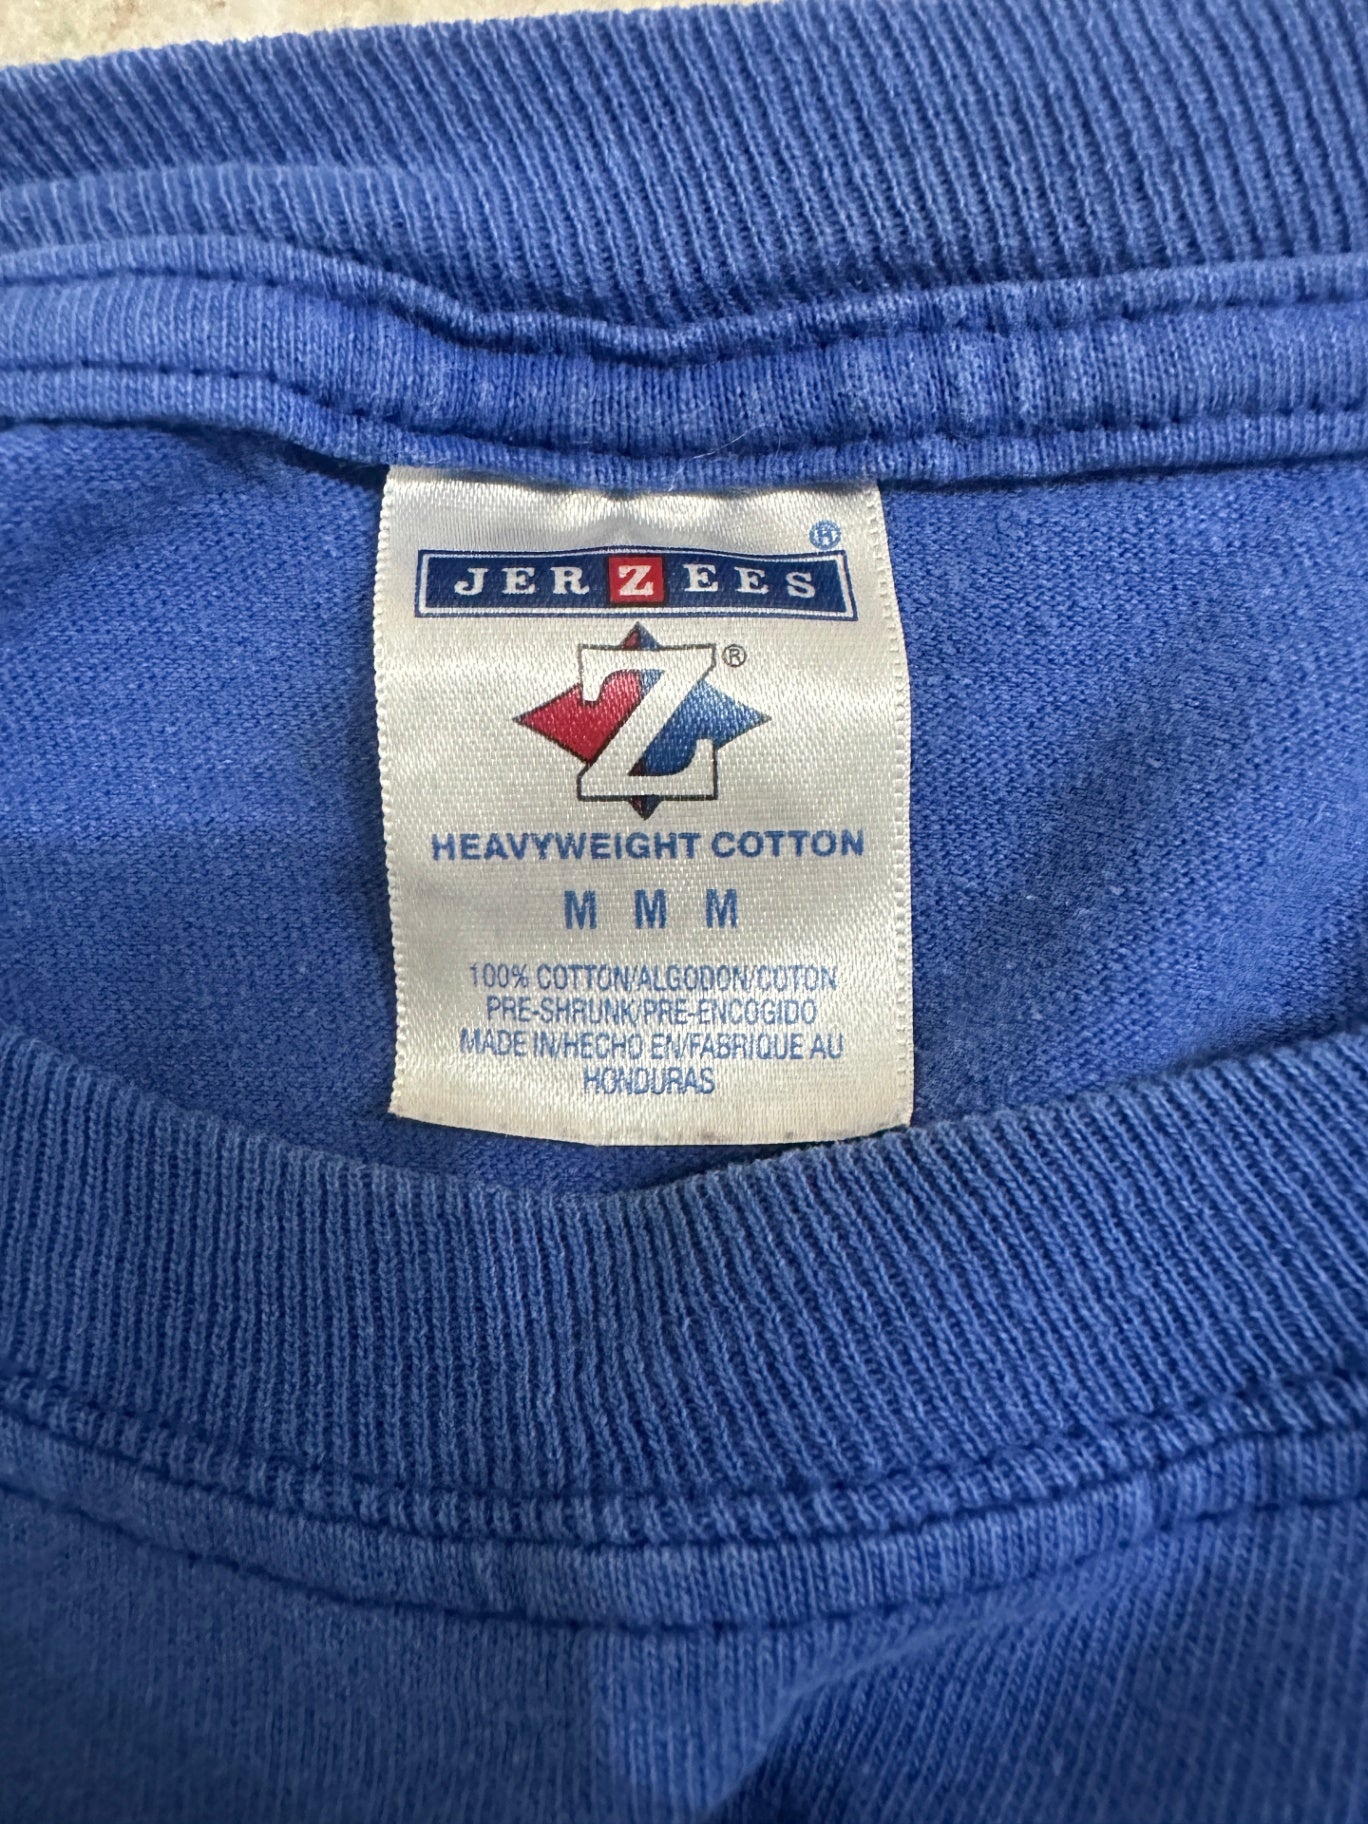 JERZEES®
Z®
HEAVYWEIGHT COTTON
M M M
100% COTTON/ALGODON/COTON
PRE-SHRUNK/PRE-ENCOGIDO
MADE IN/HECHO EN/FABRIQUE AU
HONDURAS